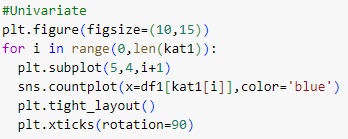 #Univariate
plt.figure(figsize=(10,15))
for i in range(0,len(kat1)):
  plt.subplot(5,4,i+1)
  sns.countplot(x=df1[kat1[i]],color='blue')
  plt.tight_layout()
  plt.xticks(rotation=90)